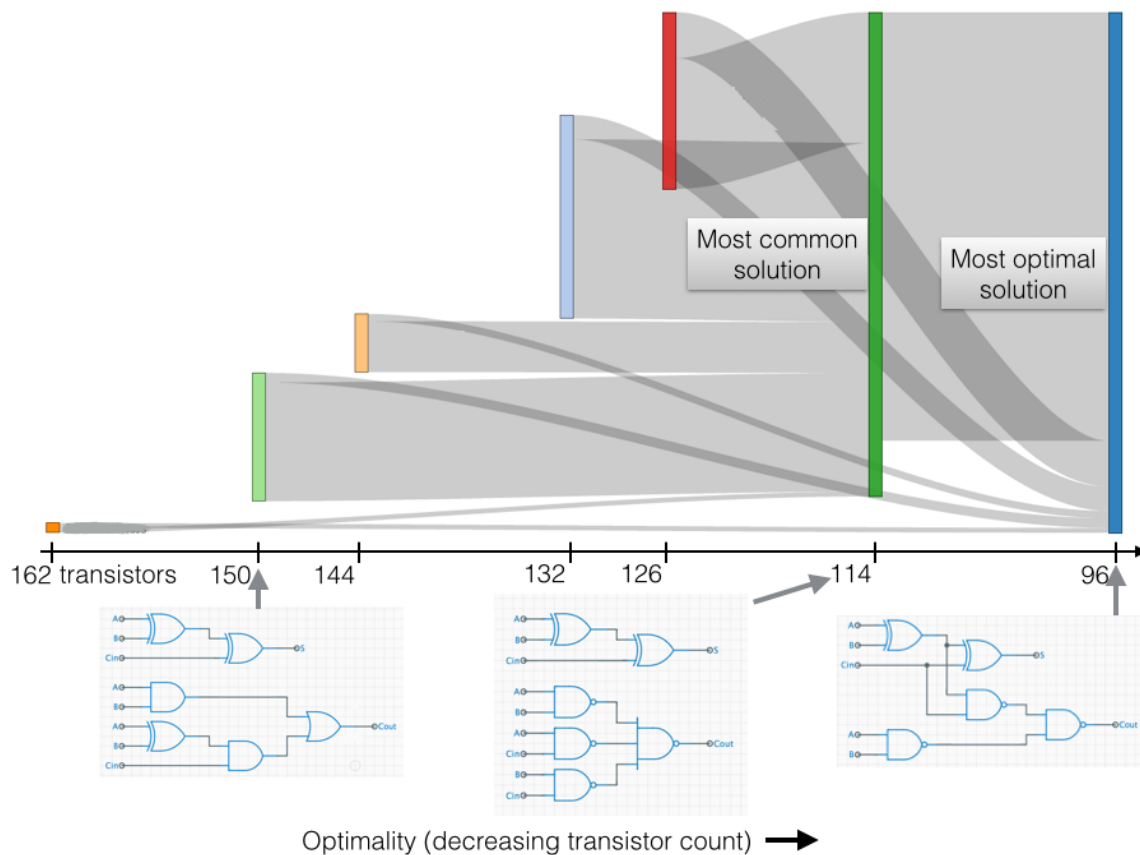 Most common
solution
Most optimal
solution
162 transistors
150
144
132
126
114
96
A
B
Cin
S
A
B
A
B
Cin
Cout
A
B
Cin
S
A
B
A
Cin
B
Cin
Cout
A
B
Cin
S
A
B
Cout
Optimality (decreasing transistor count)